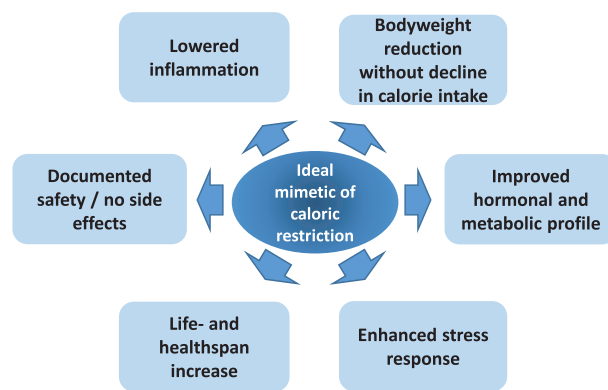 Lowered
inflammation
Bodyweight
reduction
without decline
in calorie intake
Documented
safety / no side
effects
Ideal
mimetic of
caloric
restriction
Improved
hormonal and
metabolic profile
Life- and
healthspan
increase
Enhanced stress
response